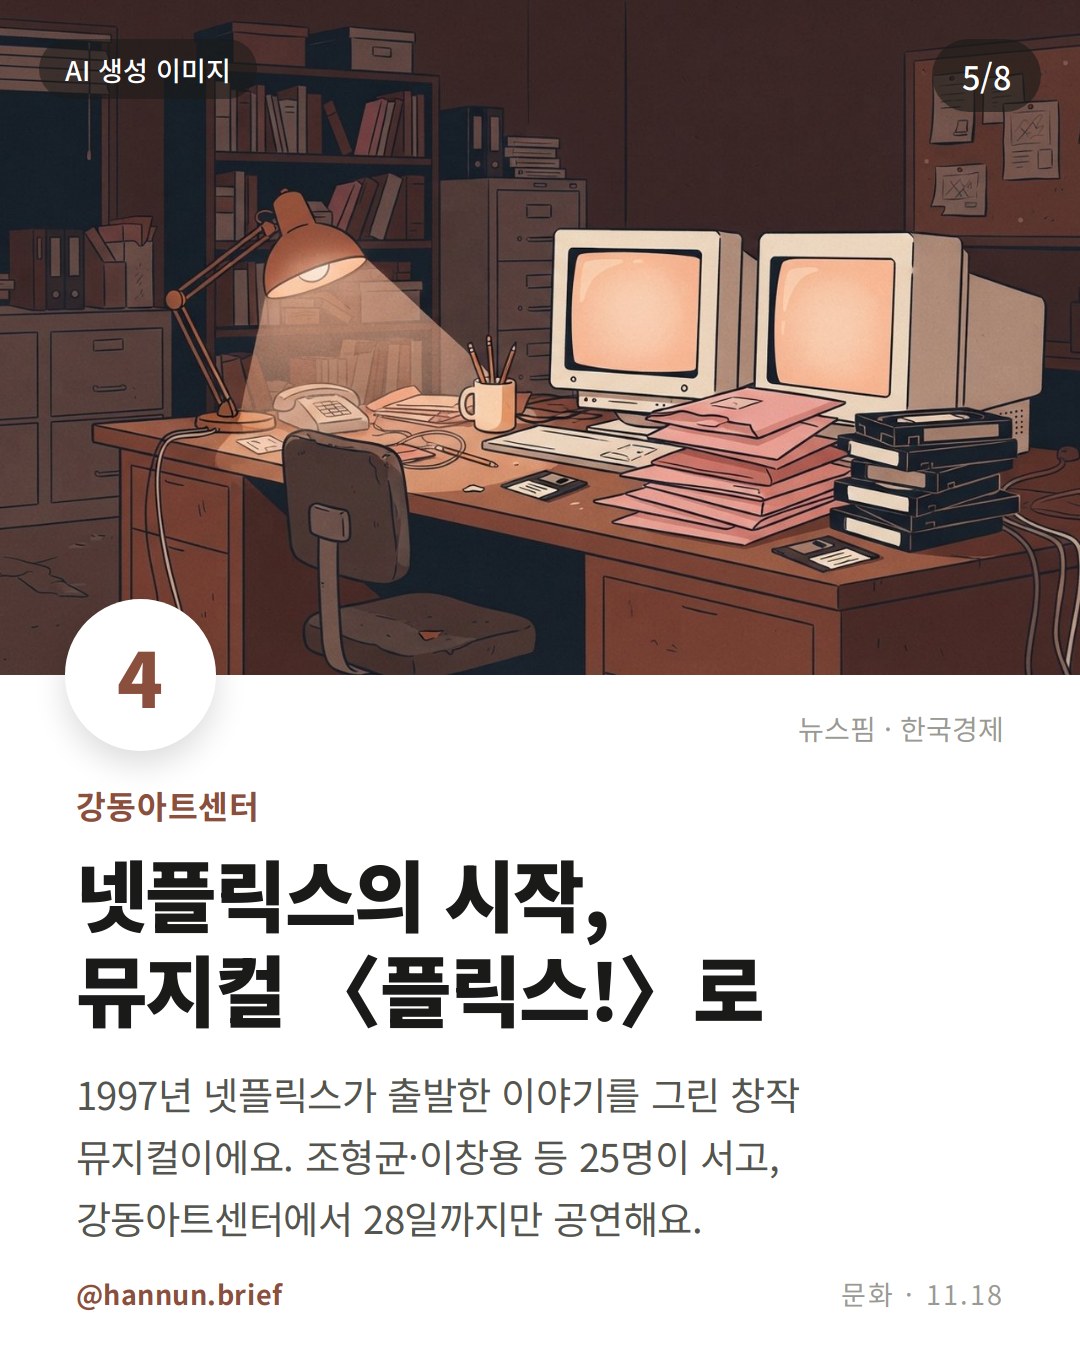 AI 생성 이미지
5/8
4
뉴스핌 · 한국경제
강동아트센터
넷플릭스의 시작,
뮤지컬 〈플릭스!〉로
1997년 넷플릭스가 출발한 이야기를 그린 창작
뮤지컬이에요. 조형균·이창용 등 25명이 서고,
강동아트센터에서 28일까지만 공연해요.
@hannun.brief
문화 · 11.18